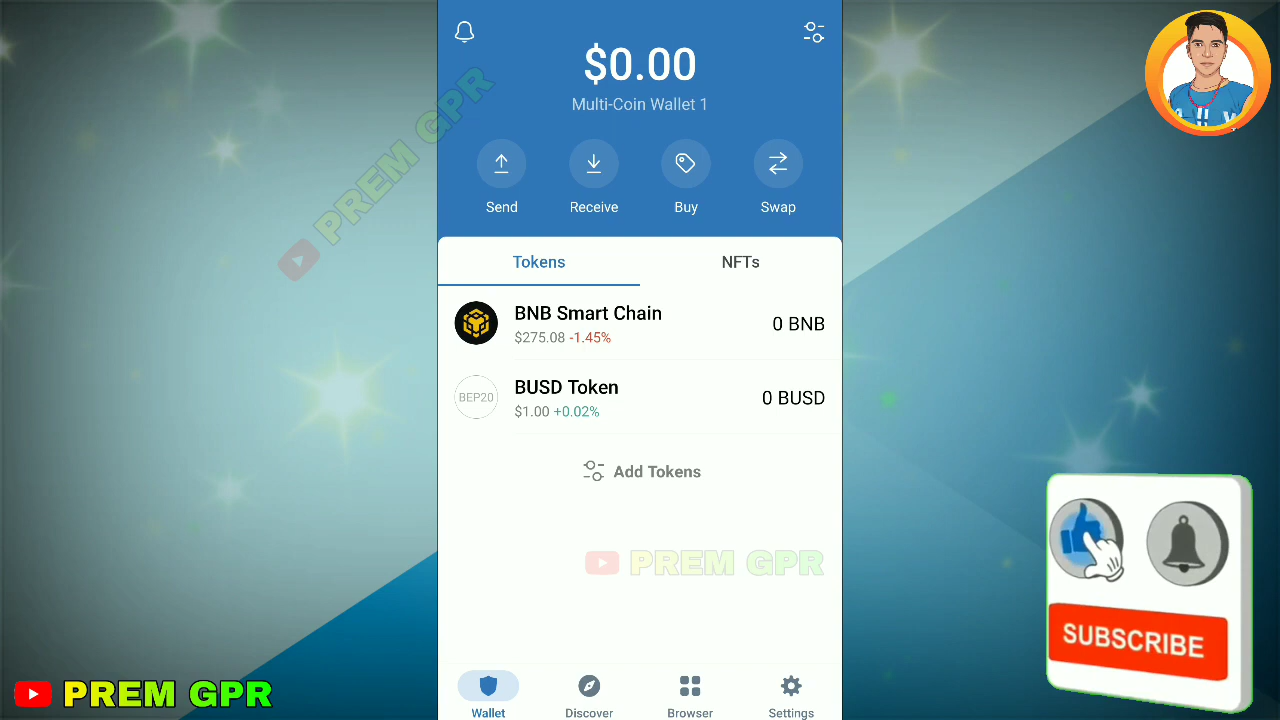 $0.00
Multi-Coin Wallet 1
PREM GPR
Send Receive Buy Swap
Tokens NFTs
BNB Smart Chain
$275.08 -1.45%
0 BNB
BEP20
BUSD Token
$1.00 +0.02%
0 BUSD
Add Tokens
PREM GPR
SUBSCRIBE
PREM GPR
Wallet Discover Browser Settings